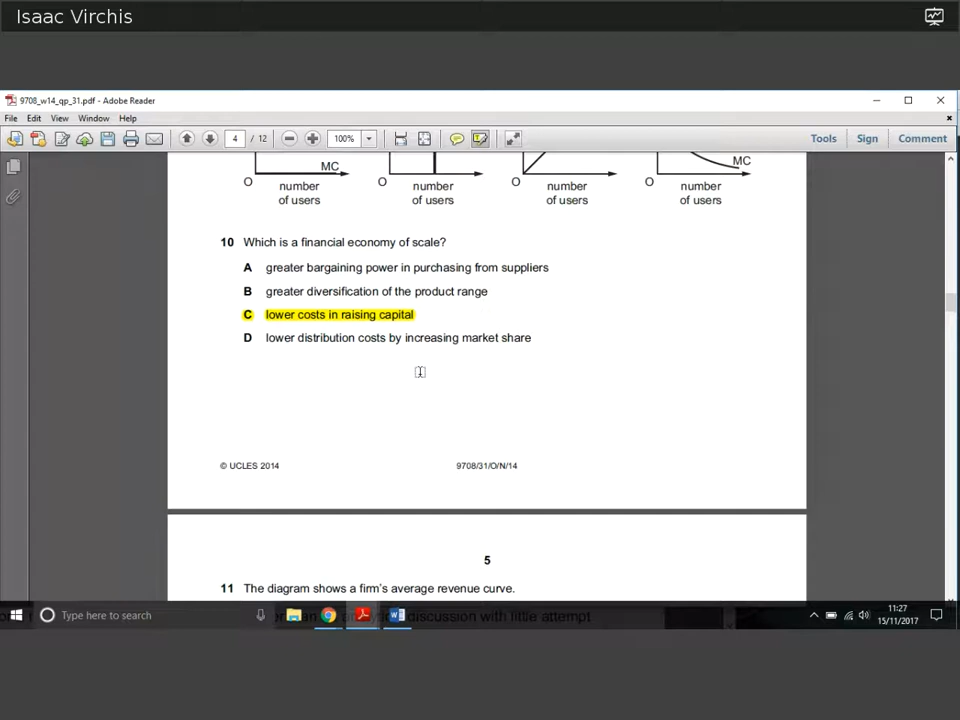 Isaac Virchis
9708_w14_qp_31.pdf - Adobe Reader
File Edit View Window Help
4 / 12 100% Tools Sign Comment
MC MC
O O O O
number number number number
of users of users of users of users
10 Which is a financial economy of scale?
A greater bargaining power in purchasing from suppliers
B greater diversification of the product range
C lower costs in raising capital
D lower distribution costs by increasing market share
© UCLES 2014 9708/31/O/N/14
5
11 The diagram shows a firm's average revenue curve.
Type here to search discussion with little attempt 11:27
15/11/2017